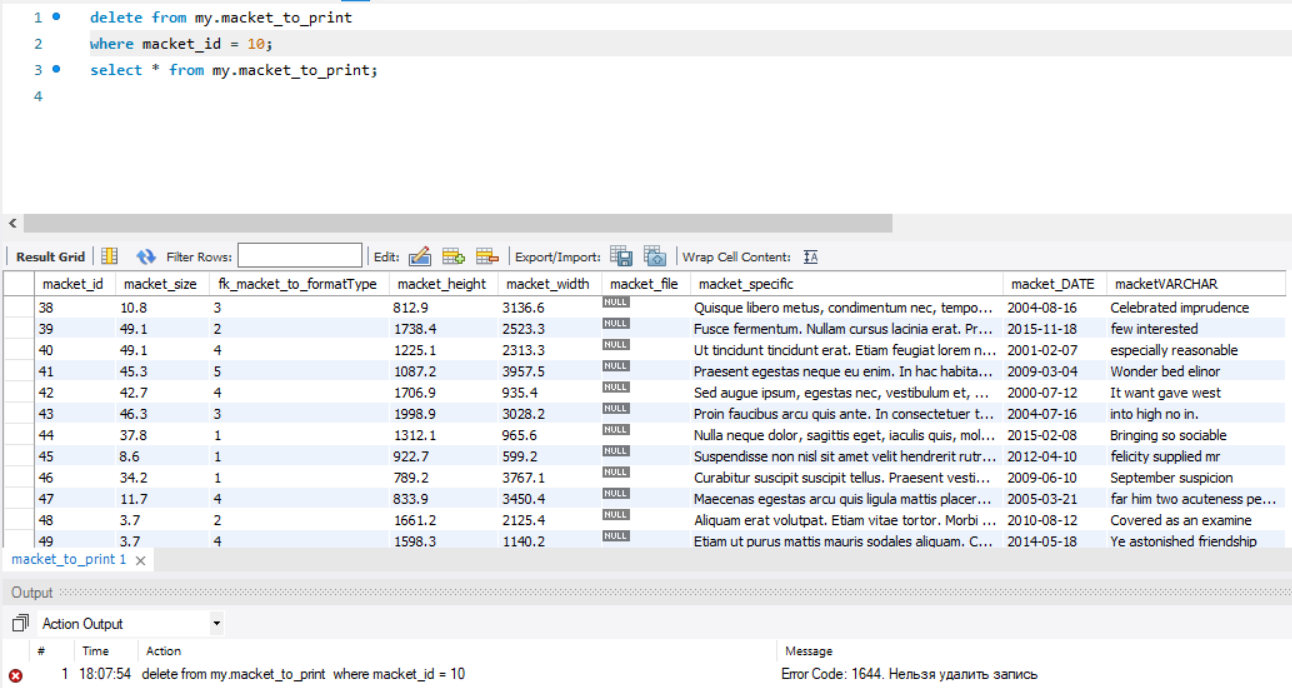 1 delete from my.macket_to_print
2 where macket_id = 10;
3 select * from my.macket_to_print;
4
Result Grid Filter Rows: Edit: Export/Import: Wrap Cell Content: IA
macket_id macket_size fk_macket_to_formatType macket_height macket_width macket_file macket_specific macket_DATE macketVARCHAR
38 10.8 3 812.9 3136.6 NULL Quisque libero metus, condimentum nec, tempo... 2004-08-16 Celebrated imprudence
39 49.1 2 1738.4 2523.3 NULL Fusce fermentum. Nullam cursus lacinia erat. Pr... 2015-11-18 few interested
40 49.1 4 1225.1 2313.3 NULL Ut tincidunt tincidunt erat. Etiam feugiat lorem n... 2001-02-07 especially reasonable
41 45.3 5 1087.2 3957.5 NULL Praesent egestas neque eu enim. In hac habita... 2009-03-04 Wonder bed elinor
42 42.7 4 1706.9 935.4 NULL Sed augue ipsum, egestas nec, vestibulum et, ... 2000-07-12 It want gave west
43 46.3 3 1998.9 3028.2 NULL Proin faucibus arcu quis ante. In consectetuer t... 2004-07-16 into high no in.
44 37.8 1 1312.1 965.6 NULL Nulla neque dolor, sagittis eget, iaculis quis, mol... 2015-02-08 Bringing so sociable
45 8.6 1 922.7 599.2 NULL Suspendisse non nisl sit amet velit hendrerit rutr... 2012-04-10 felicity supplied mr
46 34.2 1 789.2 3767.1 NULL Curabitur suscipit suscipit tellus. Praesent vesti... 2009-06-10 September suspicion
47 11.7 4 833.9 3450.4 NULL Maecenas egestas arcu quis ligula mattis placer... 2005-03-21 far him two acuteness pe...
48 3.7 2 1661.2 2125.4 NULL Aliquam erat volutpat. Etiam vitae tortor. Morbi ... 2010-08-12 Covered as an examine
49 3.7 4 1598.3 1140.2 NULL Etiam ut purus mattis mauris sodales aliquam. C... 2014-05-18 Ye astonished friendship
macket_to_print 1
Output
Action Output
# Time Action Message
1 18:07:54 delete from my.macket_to_print where macket_id = 10 Error Code: 1644. Нельзя удалить запись